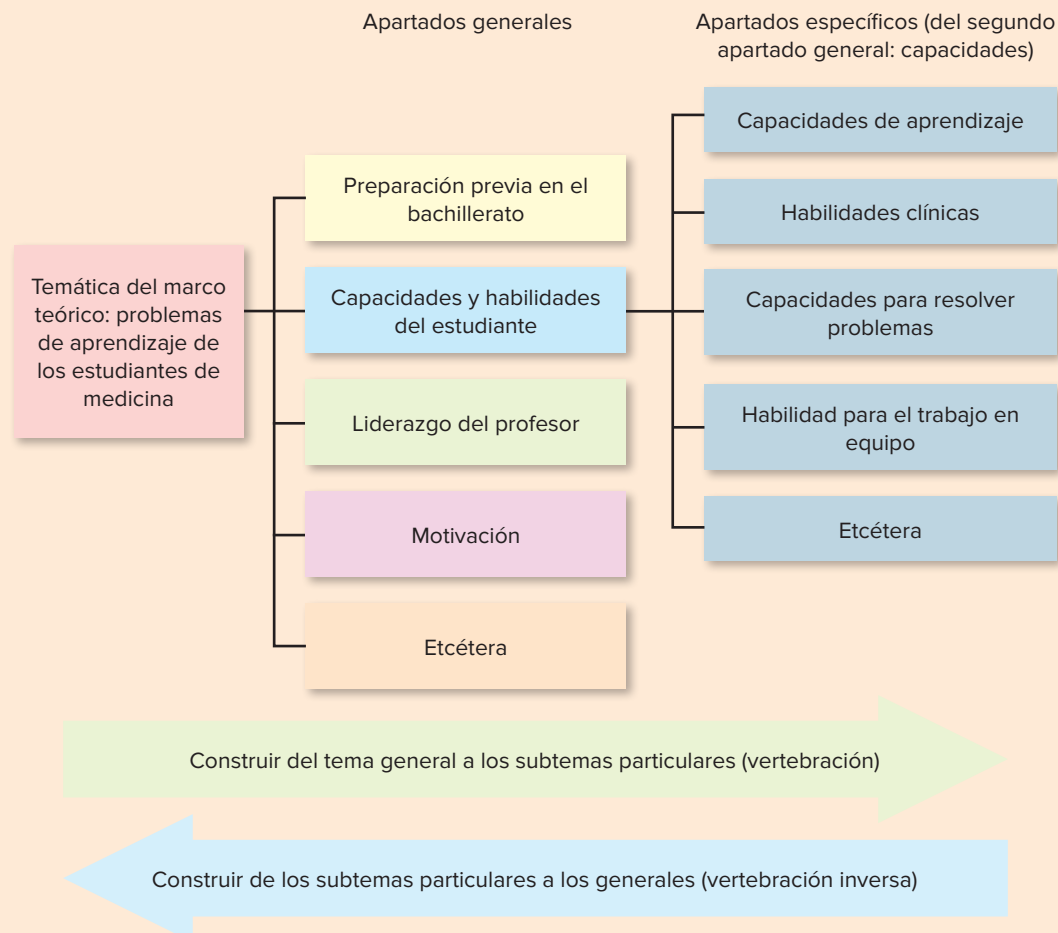 Apartados generales
Apartados específicos (del segundo
apartado general: capacidades)
Temática del marco
teórico: problemas
de aprendizaje de
los estudiantes de
medicina
Preparación previa en el
bachillerato
Capacidades y habilidades
del estudiante
Liderazgo del profesor
Motivación
Etcétera
Capacidades de aprendizaje
Habilidades clínicas
Capacidades para resolver
problemas
Habilidad para el trabajo en
equipo
Etcétera
Construir del tema general a los subtemas particulares (vertebración)
Construir de los subtemas particulares a los generales (vertebración inversa)